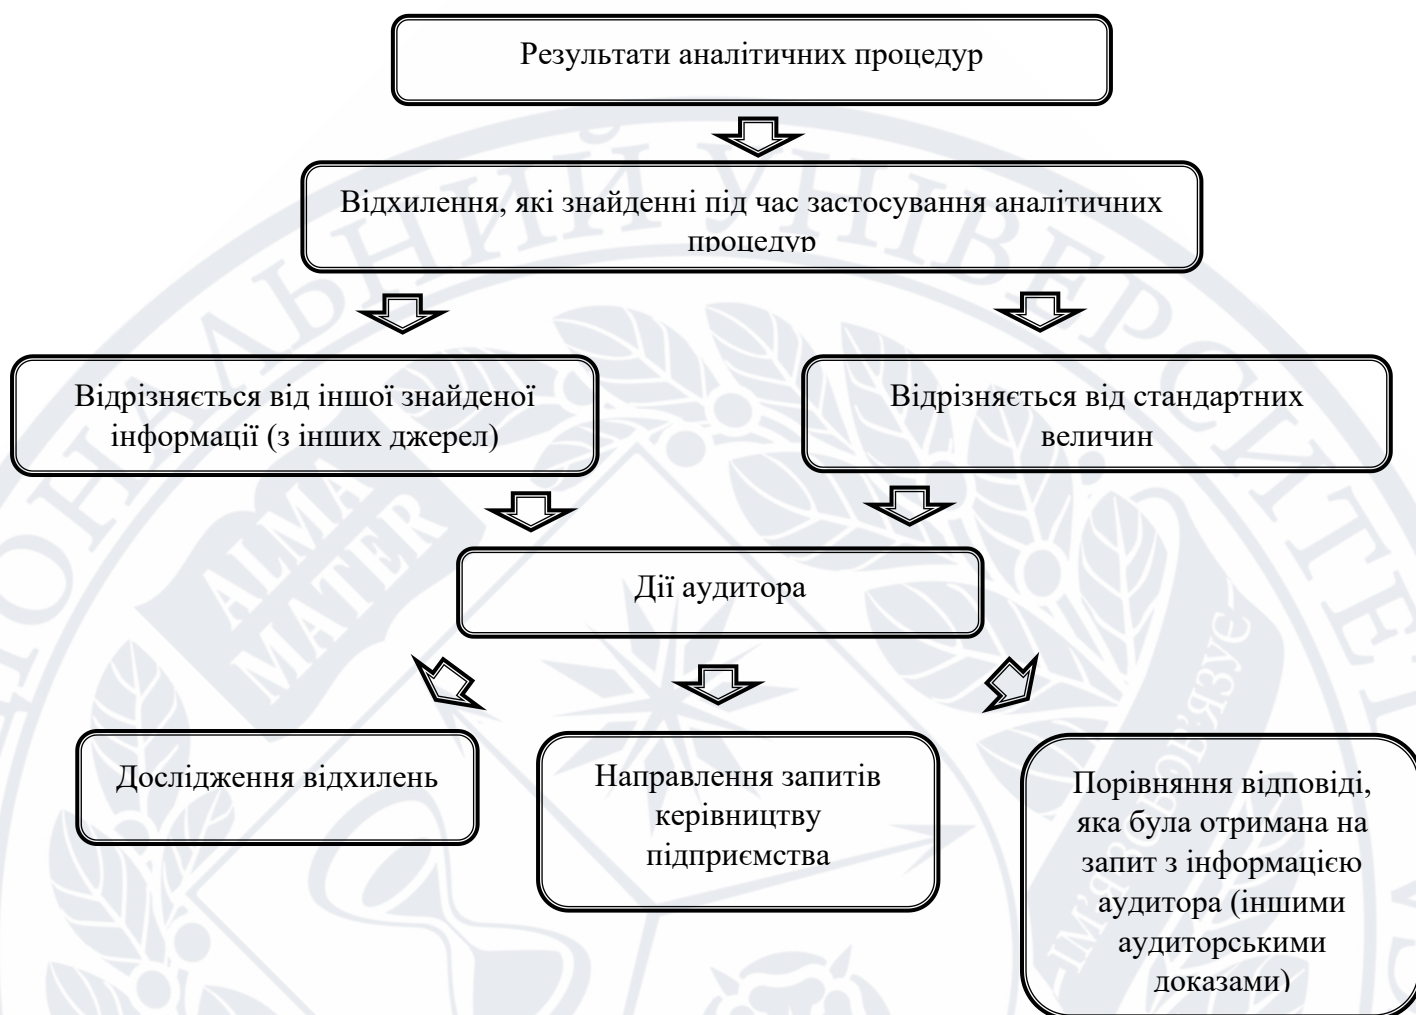 Результати аналітичних процедур
Відхилення, які знайденні під час застосування аналітичних
процедур
Відрізняється від іншої знайденої
інформації (з інших джерел)
Відрізняється від стандартних
величин
Дії аудитора
Дослідження відхилень
Направлення запитів
керівництву
підприємства
Порівняння відповіді,
яка була отримана на
запит з інформацією
аудитора (іншими
аудиторськими
доказами)
ALMA
MATER